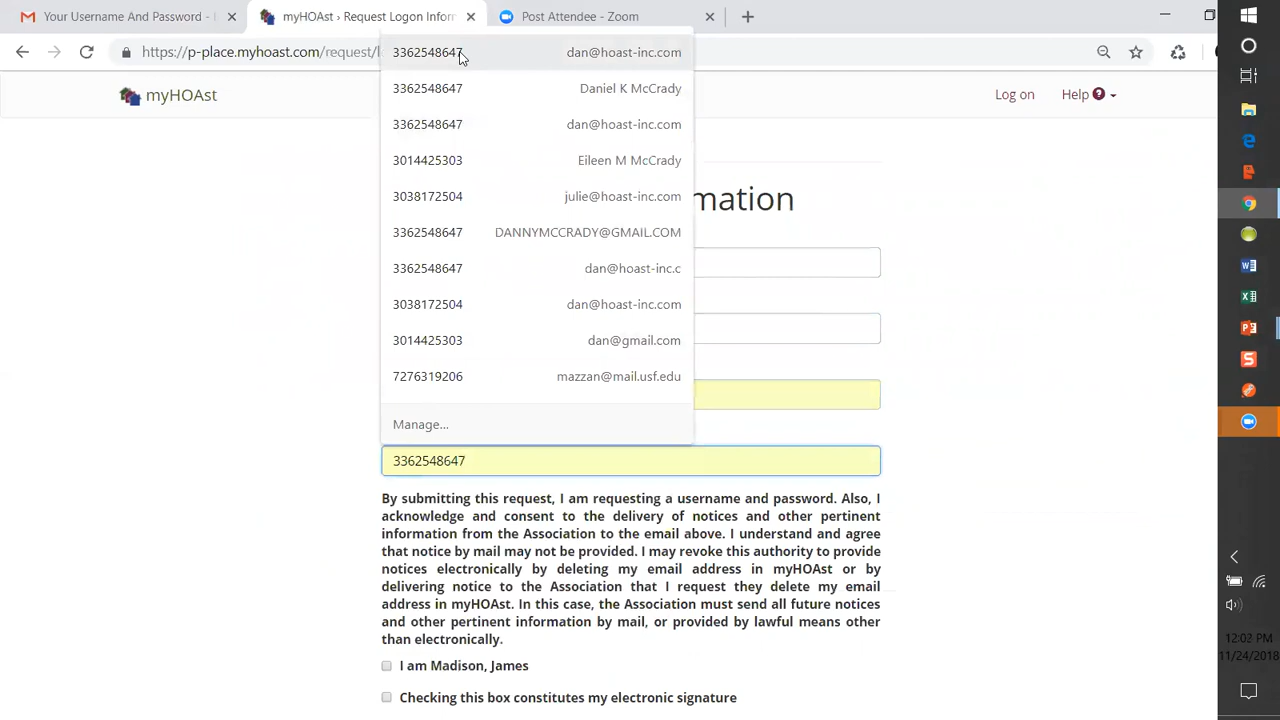 Your Username And Password -
myHOAst › Request Logon Inforr
Post Attendee - Zoom
https://p-place.myhoast.com/request/l
myHOAst
Log on
Help
3362548647 dan@hoast-inc.com
3362548647 Daniel K McCrady
3362548647 dan@hoast-inc.com
3014425303 Eileen M McCrady
3038172504 julie@hoast-inc.com
mation
3362548647 DANNYMCCRADY@GMAIL.COM
3362548647 dan@hoast-inc.c
3038172504 dan@hoast-inc.com
3014425303 dan@gmail.com
7276319206 mazzan@mail.usf.edu
Manage...
3362548647
By submitting this request, I am requesting a username and password. Also, I
acknowledge and consent to the delivery of notices and other pertinent
information from the Association to the email above. I understand and agree
that notice by mail may not be provided. I may revoke this authority to provide
notices electronically by deleting my email address in myHOAst or by
delivering notice to the Association that I request they delete my email
address in myHOAst. In this case, the Association must send all future notices
and other pertinent information by mail, or provided by lawful means other
than electronically.
I am Madison, James
Checking this box constitutes my electronic signature
12:02 PM
11/24/2018